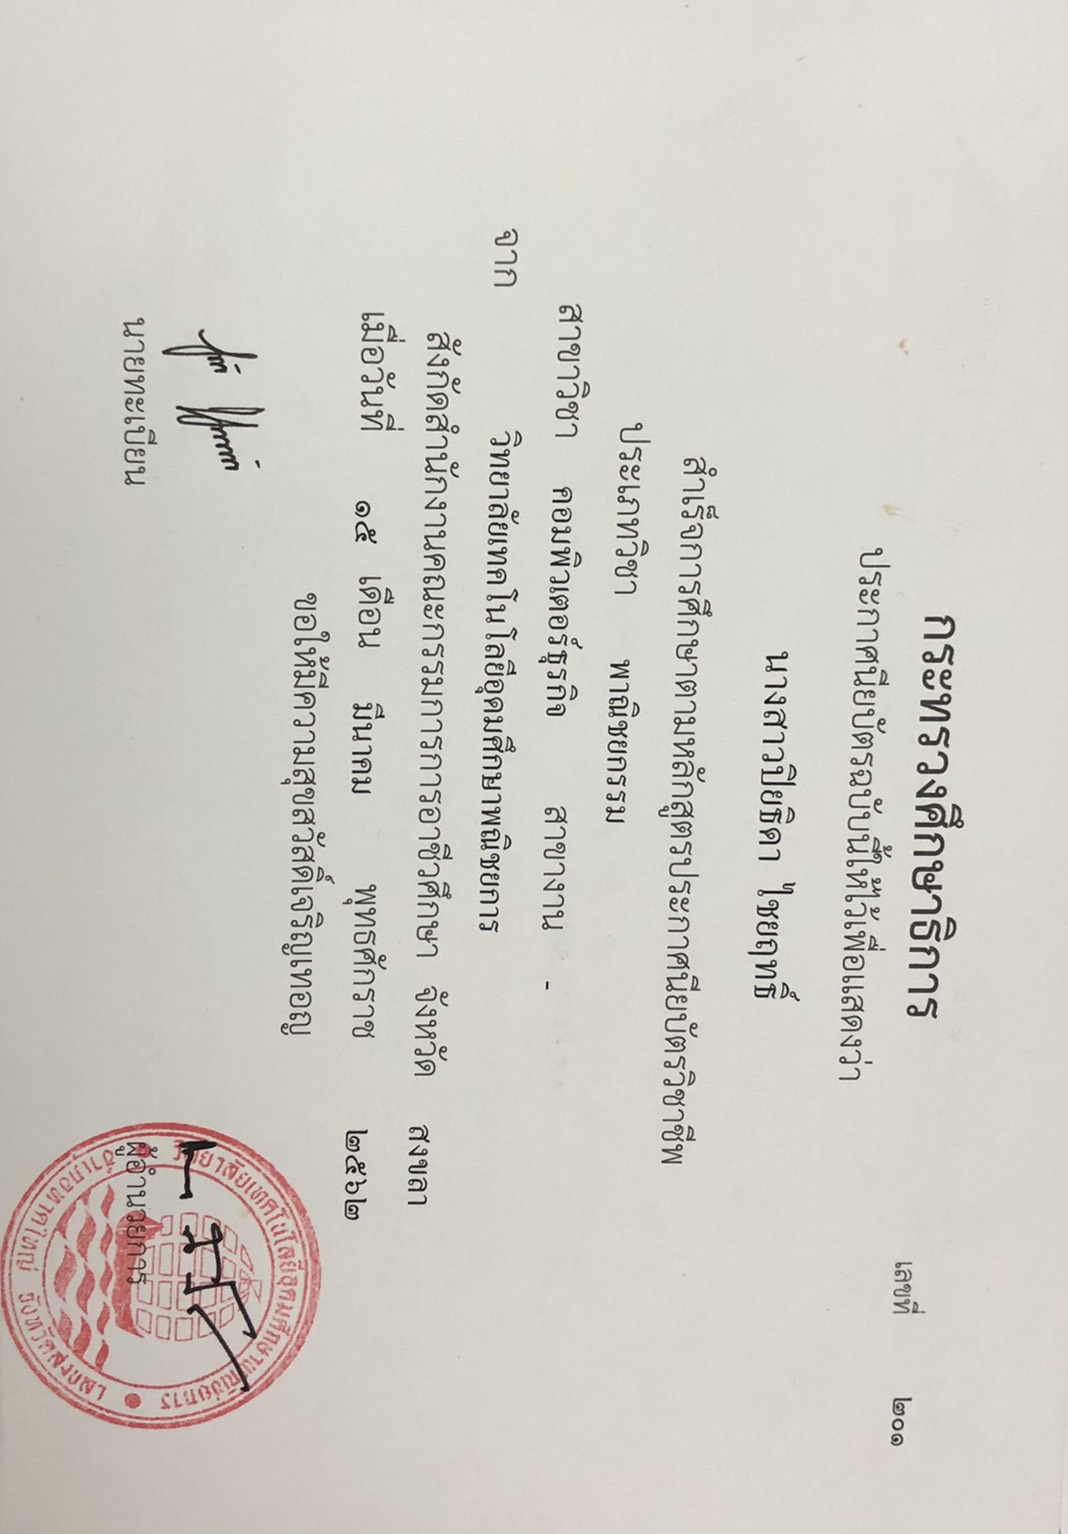 กระทรวงศึกษาธิการ
เลขที่ ๒๐๑
ประกาศนียบัตรฉบับนี้ให้ไว้เพื่อแสดงว่า
นางสาวปิยธิดา ไชยฤทธิ์
สำเร็จการศึกษาตามหลักสูตรประกาศนียบัตรวิชาชีพ
ประเภทวิชา พาณิชยกรรม
สาขาวิชา คอมพิวเตอร์ธุรกิจ สาขางาน -
จาก วิทยาลัยเทคโนโลยีอุดมศึกษาพณิชยการ
สังกัดสำนักงานคณะกรรมการการอาชีวศึกษา จังหวัด สงขลา
เมื่อวันที่ ๑๕ เดือน มีนาคม พุทธศักราช ๒๕๖๒
ขอให้มีความสุขสวัสดิ์เจริญเทอญ
นายทะเบียน
ผู้อำนวยการ
วิทยาลัยเทคโนโลยีอุดมศึกษาพณิชยการ
อำเภอหาดใหญ่ จังหวัดสงขลา